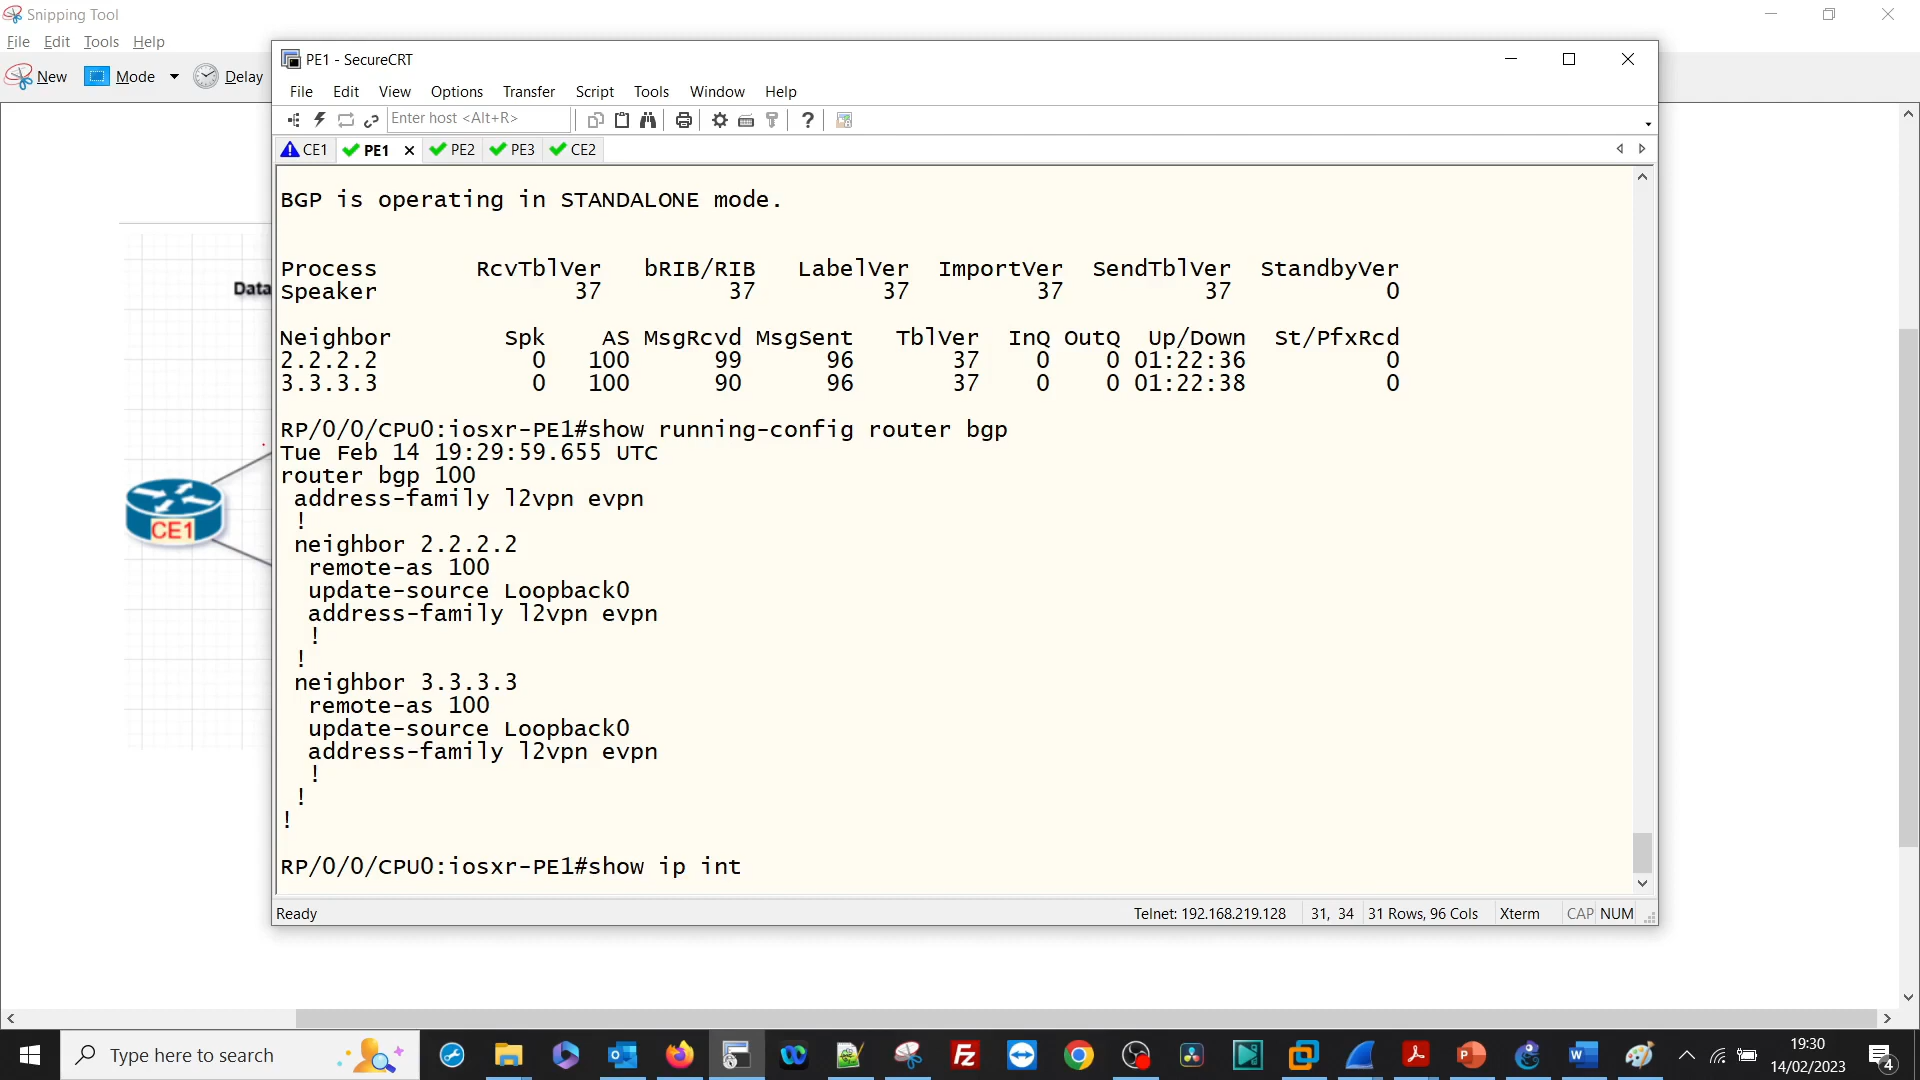 Snipping Tool
File Edit Tools Help
New Mode Delay
PE1 - SecureCRT
File Edit View Options Transfer Script Tools Window Help
Enter host <Alt+R>
CE1 PE1 PE2 PE3 CE2
BGP is operating in STANDALONE mode.
Process RcvTblVer bRIB/RIB LabelVer ImportVer SendTblVer StandbyVer
Speaker 37 37 37 37 37 0
Neighbor Spk AS MsgRcvd MsgSent TblVer InQ OutQ Up/Down St/PfxRcd
2.2.2.2 0 100 99 96 37 0 0 01:22:36 0
3.3.3.3 0 100 90 96 37 0 0 01:22:38 0
RP/0/0/CPU0:iosxr-PE1#show running-config router bgp
Tue Feb 14 19:29:59.655 UTC
router bgp 100
address-family l2vpn evpn
!
neighbor 2.2.2.2
remote-as 100
update-source Loopback0
address-family l2vpn evpn
!
!
neighbor 3.3.3.3
remote-as 100
update-source Loopback0
address-family l2vpn evpn
!
!
!
RP/0/0/CPU0:iosxr-PE1#show ip int
Ready Telnet: 192.168.219.128 31, 34 31 Rows, 96 Cols Xterm CAP NUM
Data
CE1
Type here to search
19:30
14/02/2023
4